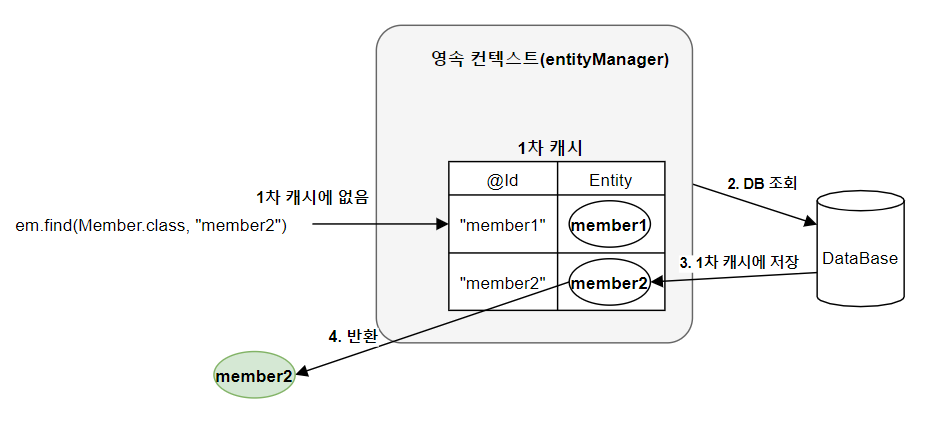 영속 컨텍스트(entityManager)
1차 캐시
@Id Entity
1차 캐시에 없음
2. DB 조회
em.find(Member.class, "member2")
"member1" member1
DataBase
3. 1차 캐시에 저장
"member2" member2
4. 반환
member2